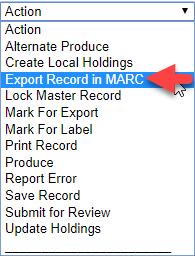 Action
Action
Alternate Produce
Create Local Holdings
Export Record in MARC
Lock Master Record
Mark For Export
Mark For Label
Print Record
Produce
Report Error
Save Record
Submit for Review
Update Holdings